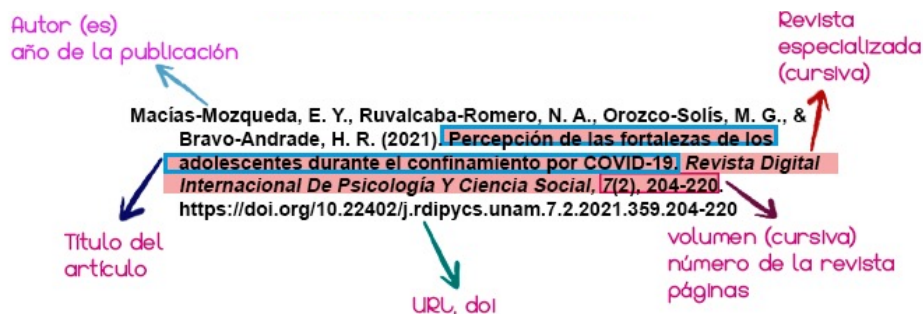 Autor (es)
año de la publicación
Revista
especializada
(cursiva)
Macías-Mozqueda, E. Y., Ruvalcaba-Romero, N. A., Orozco-Solís, M. G., &
Bravo-Andrade, H. R. (2021). Percepción de las fortalezas de los
adolescentes durante el confinamiento por COVID-19. Revista Digital
Internacional De Psicología Y Ciencia Social, 7(2), 204-220.
https://doi.org/10.22402/j.rdipycs.unam.7.2.2021.359.204-220
Título del
artículo
volumen (cursiva)
número de la revista
páginas
URL, doi